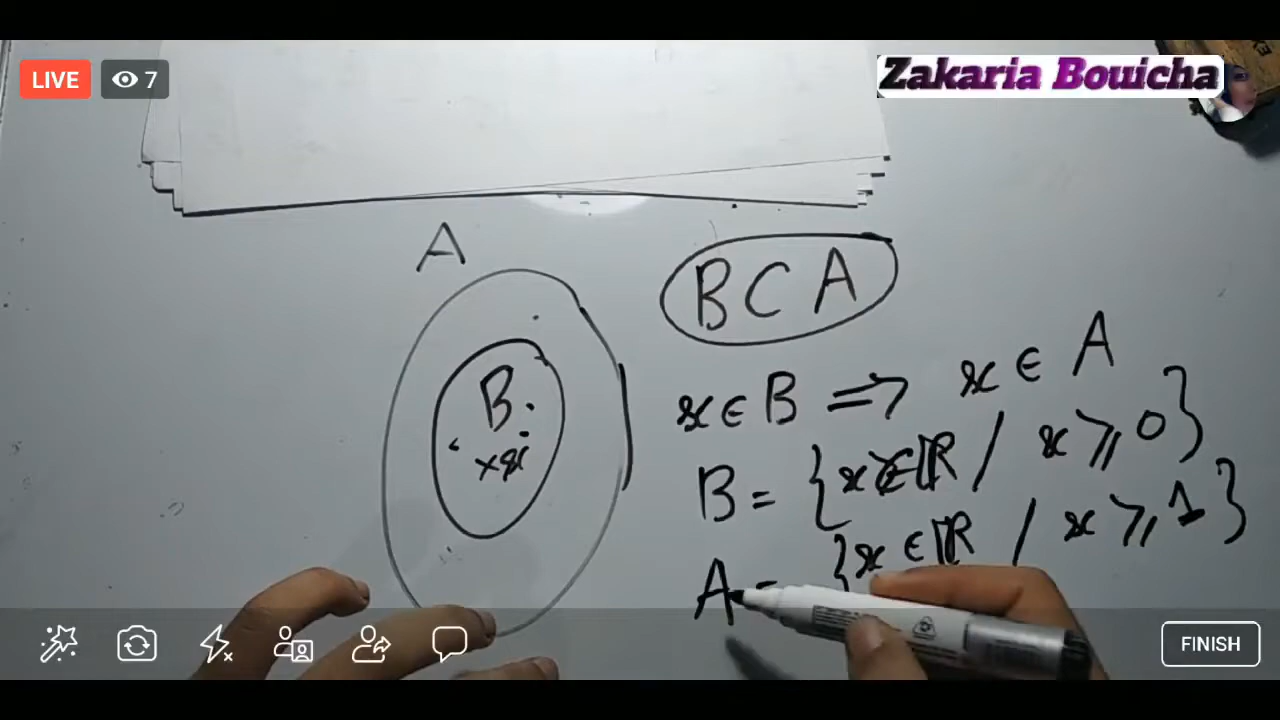 LIVE 7
Zakaria Bouicha
A
B ⊂ A
x ∈ B ⟹ x ∈ A
B
x x
B = {x ∈ ℝ / x ⩾ 0}
A = {x ∈ ℝ / x ⩾ 1}
FINISH